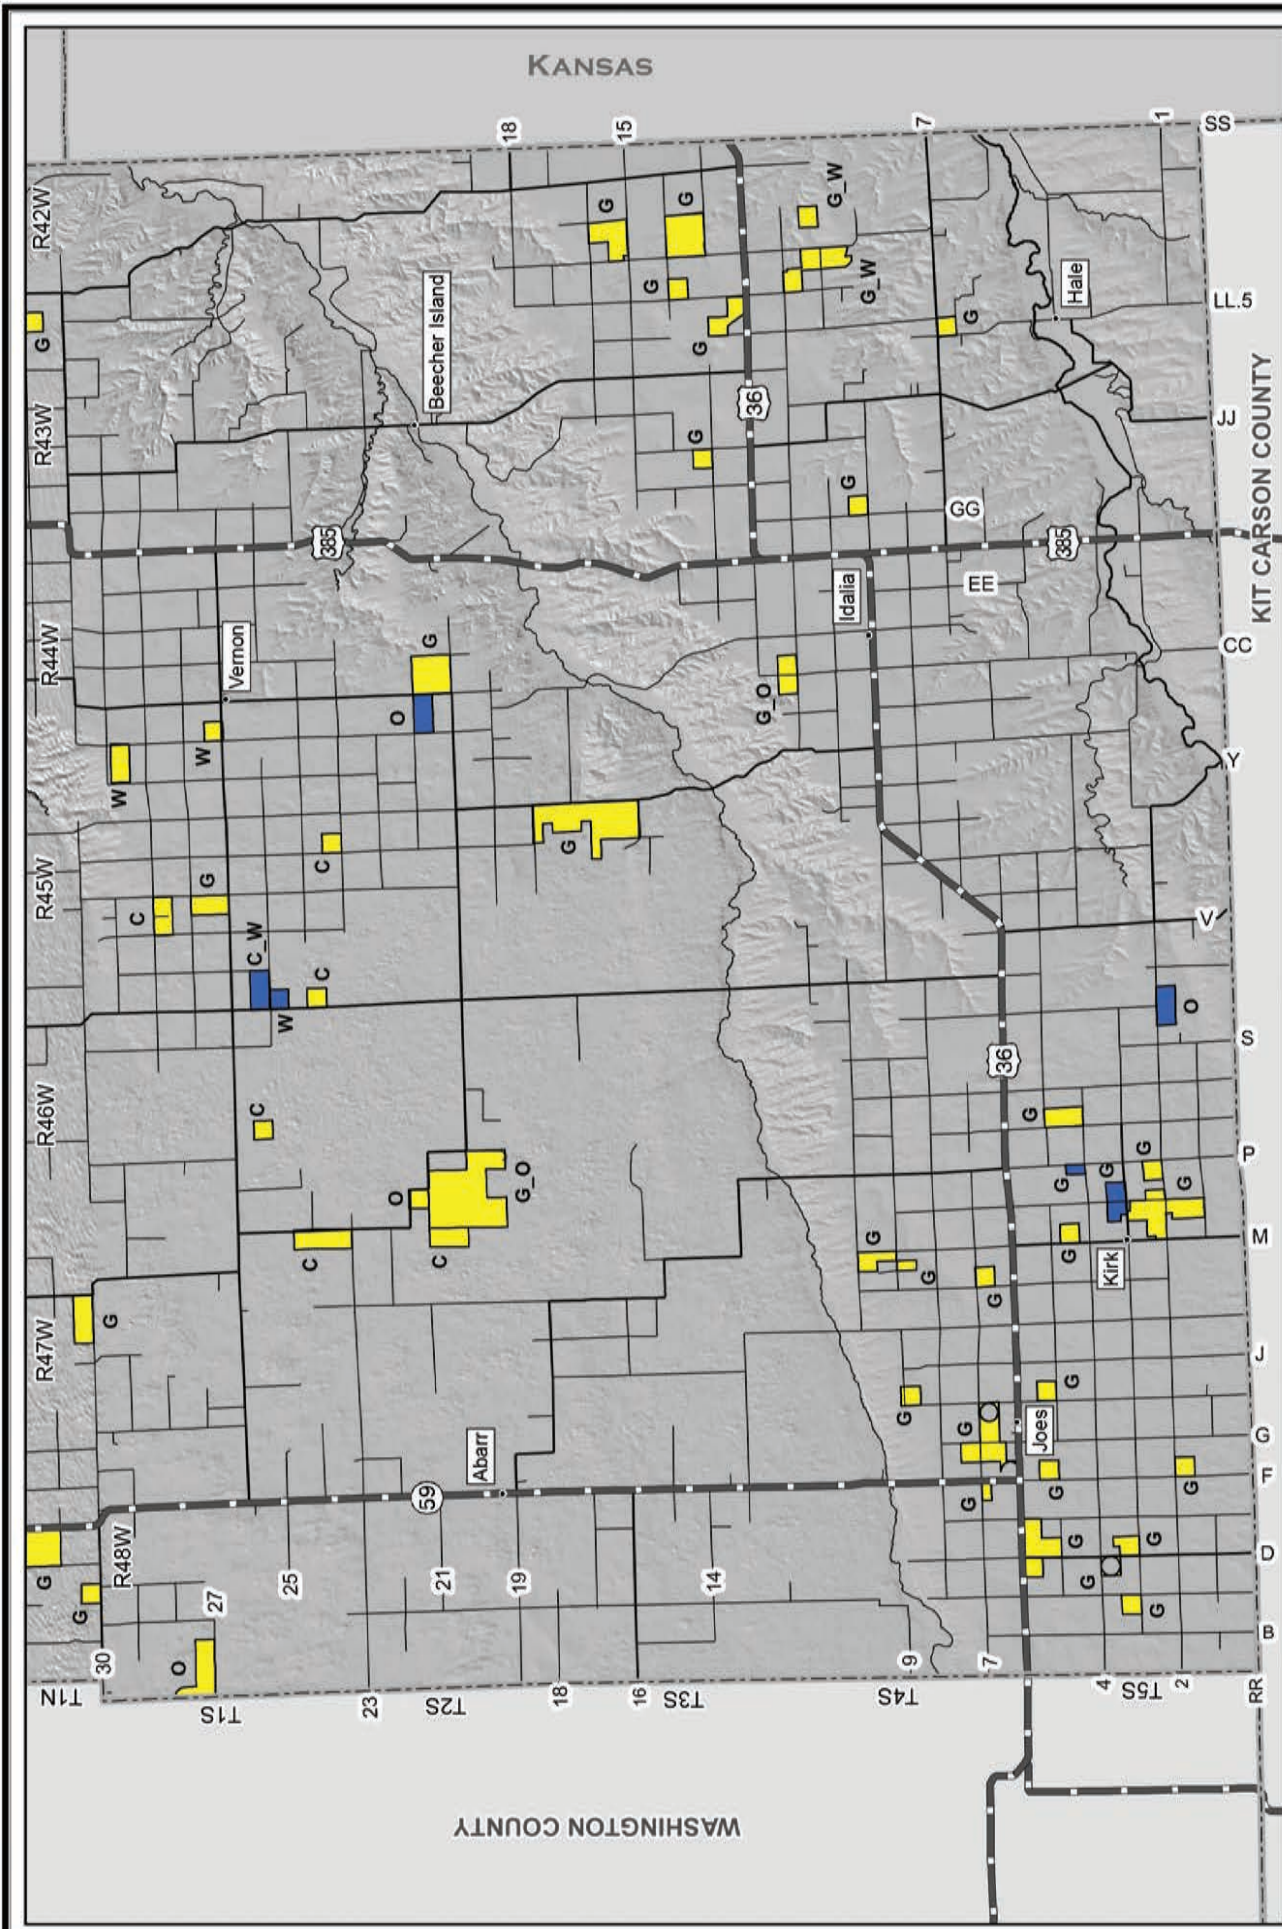 T1N
G
G
30
R48W
R47W
G
R46W
R45W
R44W
R43W
G
R42W
W
C
O
27
T1S
G
W
Vernon
C_W
W
C
25
C
C
C
385
23
59
21
T2S
C
O
G_O
O
G
Beecher Island
Abarr
19
18
G
18
16
15
G
G
G
T3S
14
G
G
36
WASHINGTON COUNTY
KANSAS
G_O
G_W
G_W
Idalia
G
T4S
9
G
G
G
7
G
G
G
7
G
GG
EE
36
Joes
G
G
G
G
G
385
Hale
4
T5S
2
G
G
G
G
G
G
G
G
G
Kirk
O
1
RR
B
D
F
G
J
M
P
S
V
Y
CC
JJ
LL.5
SS
KIT CARSON COUNTY